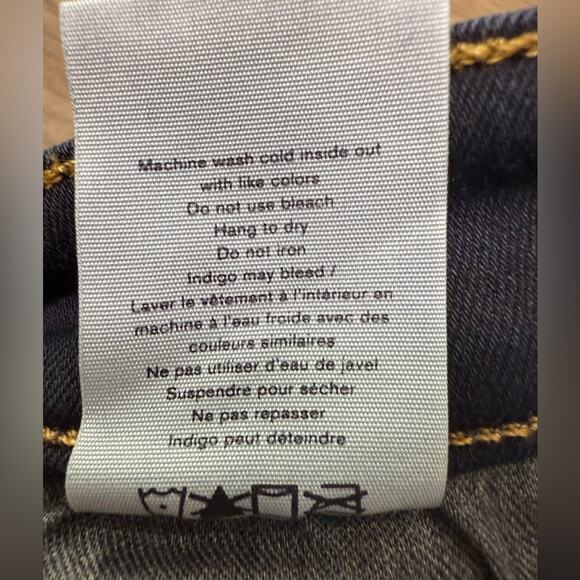 Machine wash cold inside out
with like colors
Do not use bleach
Hang to dry
Do not iron
Indigo may bleed /
Laver le vêtement à l'intérieur en
machine à l'eau froide avec des
couleurs similaires
Ne pas utiliser d'eau de javel
Suspendre pour sécher
Ne pas repasser
Indigo peut déteindre